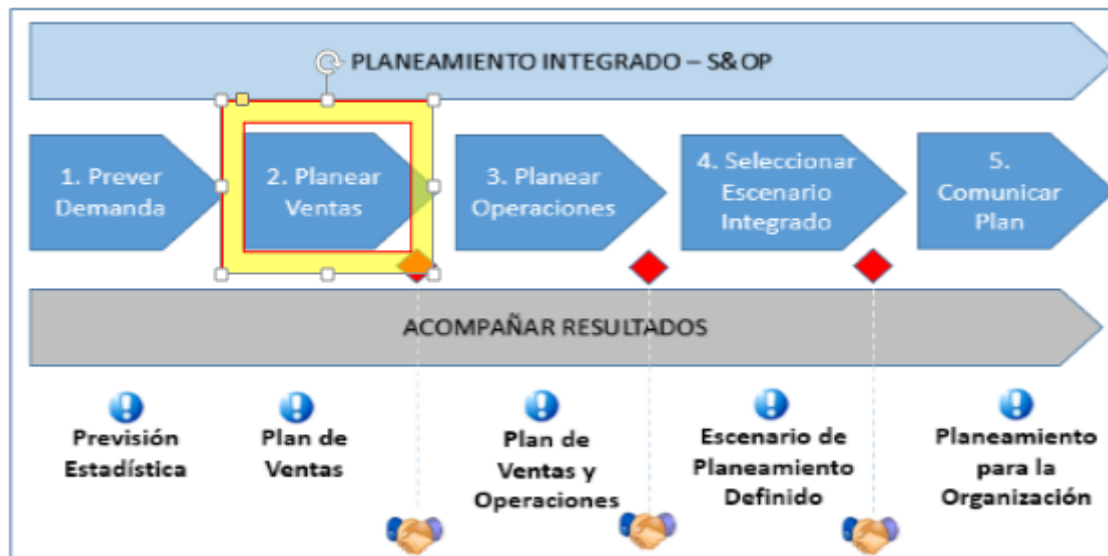 PLANEAMIENTO INTEGRADO – S&OP
1. Prever
Demanda
2. Planear
Ventas
3. Planear
Operaciones
4. Seleccionar
Escenario
Integrado
5.
Comunicar
Plan
ACOMPAÑAR RESULTADOS
Previsión
Estadística
Plan de
Ventas
Plan de
Ventas y
Operaciones
Escenario de
Planeamiento
Definido
Planeamiento
para la
Organización